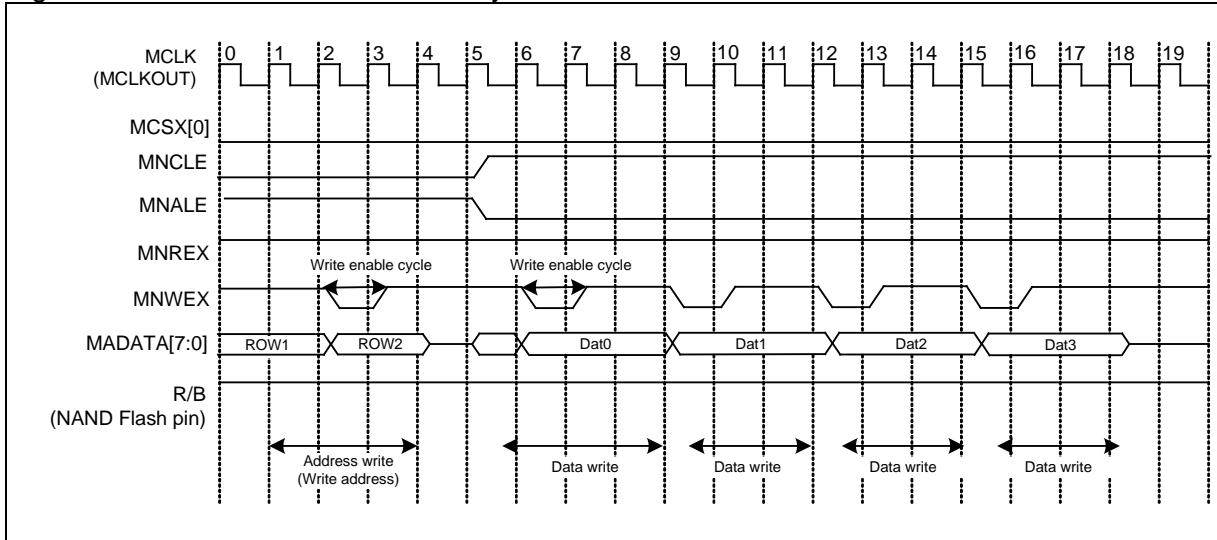 MCLK
(MCLKOUT)
0 1 2 3 4 5 6 7 8 9 10 11 12 13 14 15 16 17 18 19
MCSX[0]
MNCLE
MNALE
MNREX
Write enable cycle Write enable cycle
MNWEX
MADATA[7:0] ROW1 ROW2 Dat0 Dat1 Dat2 Dat3
R/B
(NAND Flash pin)
Address write
(Write address)
Data write Data write Data write Data write